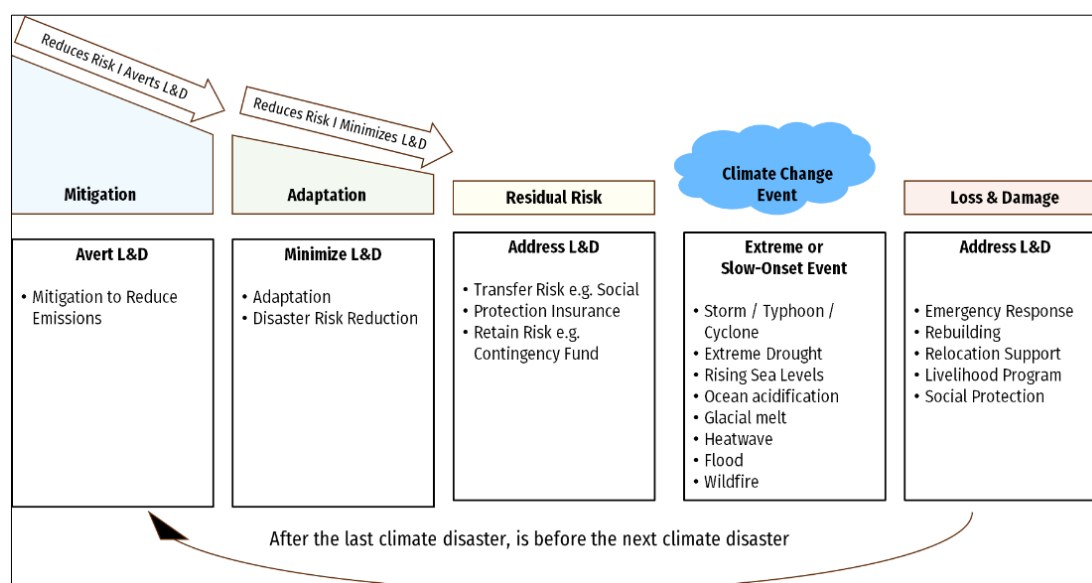 Reduces Risk I Averts L&D
Reduces Risk I Minimizes L&D
Mitigation
Adaptation
Residual Risk
Climate Change
Event
Loss & Damage
Avert L&D
• Mitigation to Reduce
Emissions
Minimize L&D
• Adaptation
• Disaster Risk Reduction
Address L&D
• Transfer Risk e.g. Social
• Protection Insurance
• Retain Risk e.g.
Contingency Fund
Extreme or
Slow-Onset Event
• Storm / Typhoon /
Cyclone
• Extreme Drought
• Rising Sea Levels
• Ocean acidification
• Glacial melt
• Heatwave
• Flood
• Wildfire
Address L&D
• Emergency Response
• Rebuilding
• Relocation Support
• Livelihood Program
• Social Protection
After the last climate disaster, is before the next climate disaster